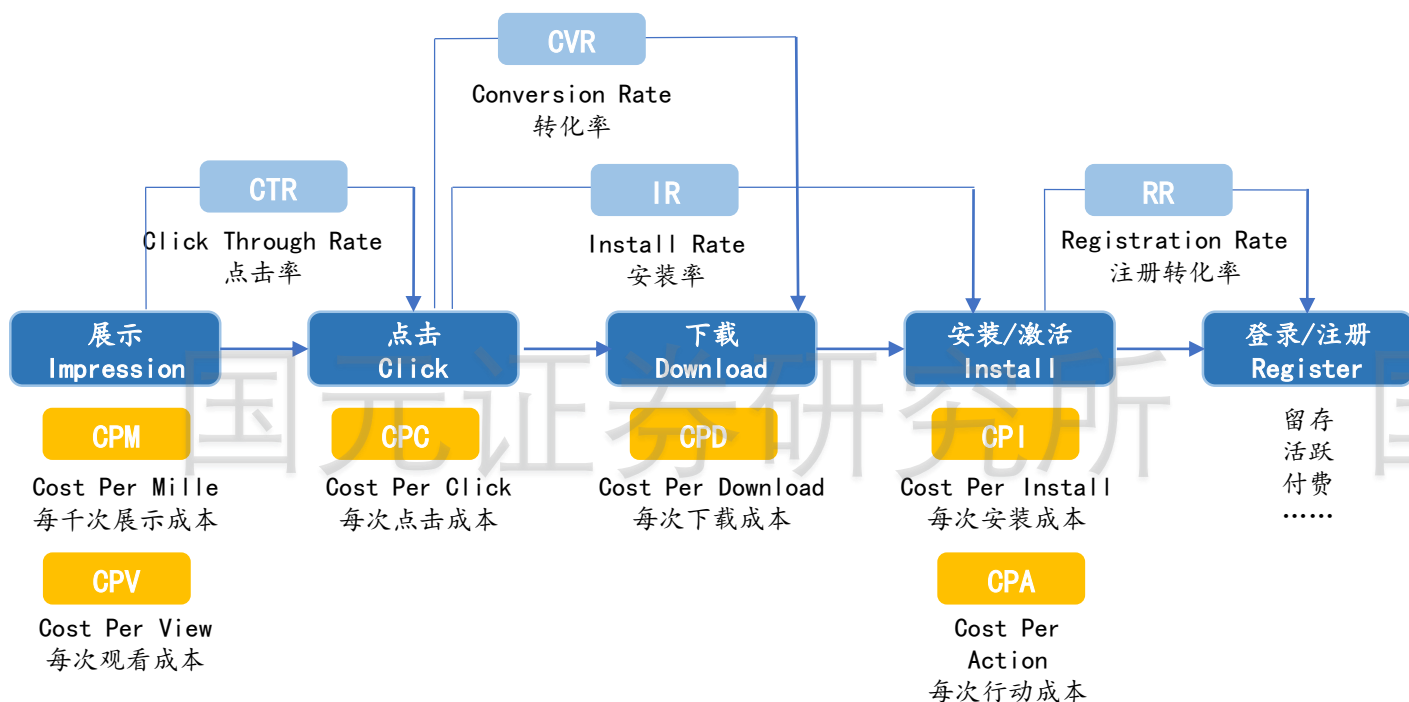 CVR
Conversion Rate
转化率
CTR
Click Through Rate
点击率
IR
Install Rate
安装率
RR
Registration Rate
注册转化率
展示
Impression
点击
Click
下载
Download
安装/激活
Install
登录/注册
Register
CPM
Cost Per Mille
每千次展示成本
CPC
Cost Per Click
每次点击成本
CPD
Cost Per Download
每次下载成本
CPI
Cost Per Install
每次安装成本
留存
活跃
付费
……
CPV
Cost Per View
每次观看成本
CPA
Cost Per
Action
每次行动成本
国元证券研究所
国